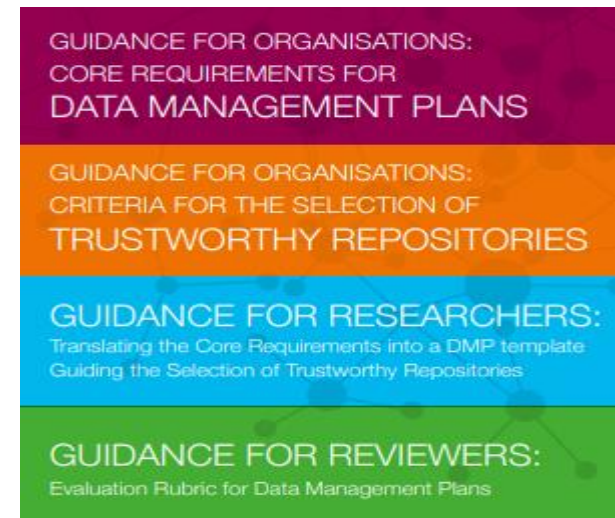 GUIDANCE FOR ORGANISATIONS:
CORE REQUIREMENTS FOR
DATA MANAGEMENT PLANS
GUIDANCE FOR ORGANISATIONS:
CRITERIA FOR THE SELECTION OF
TRUSTWORTHY REPOSITORIES
GUIDANCE FOR RESEARCHERS:
Translating the Core Requirements into a DMP template
Guiding the Selection of Trustworthy Repositories
GUIDANCE FOR REVIEWERS:
Evaluation Rubric for Data Management Plans